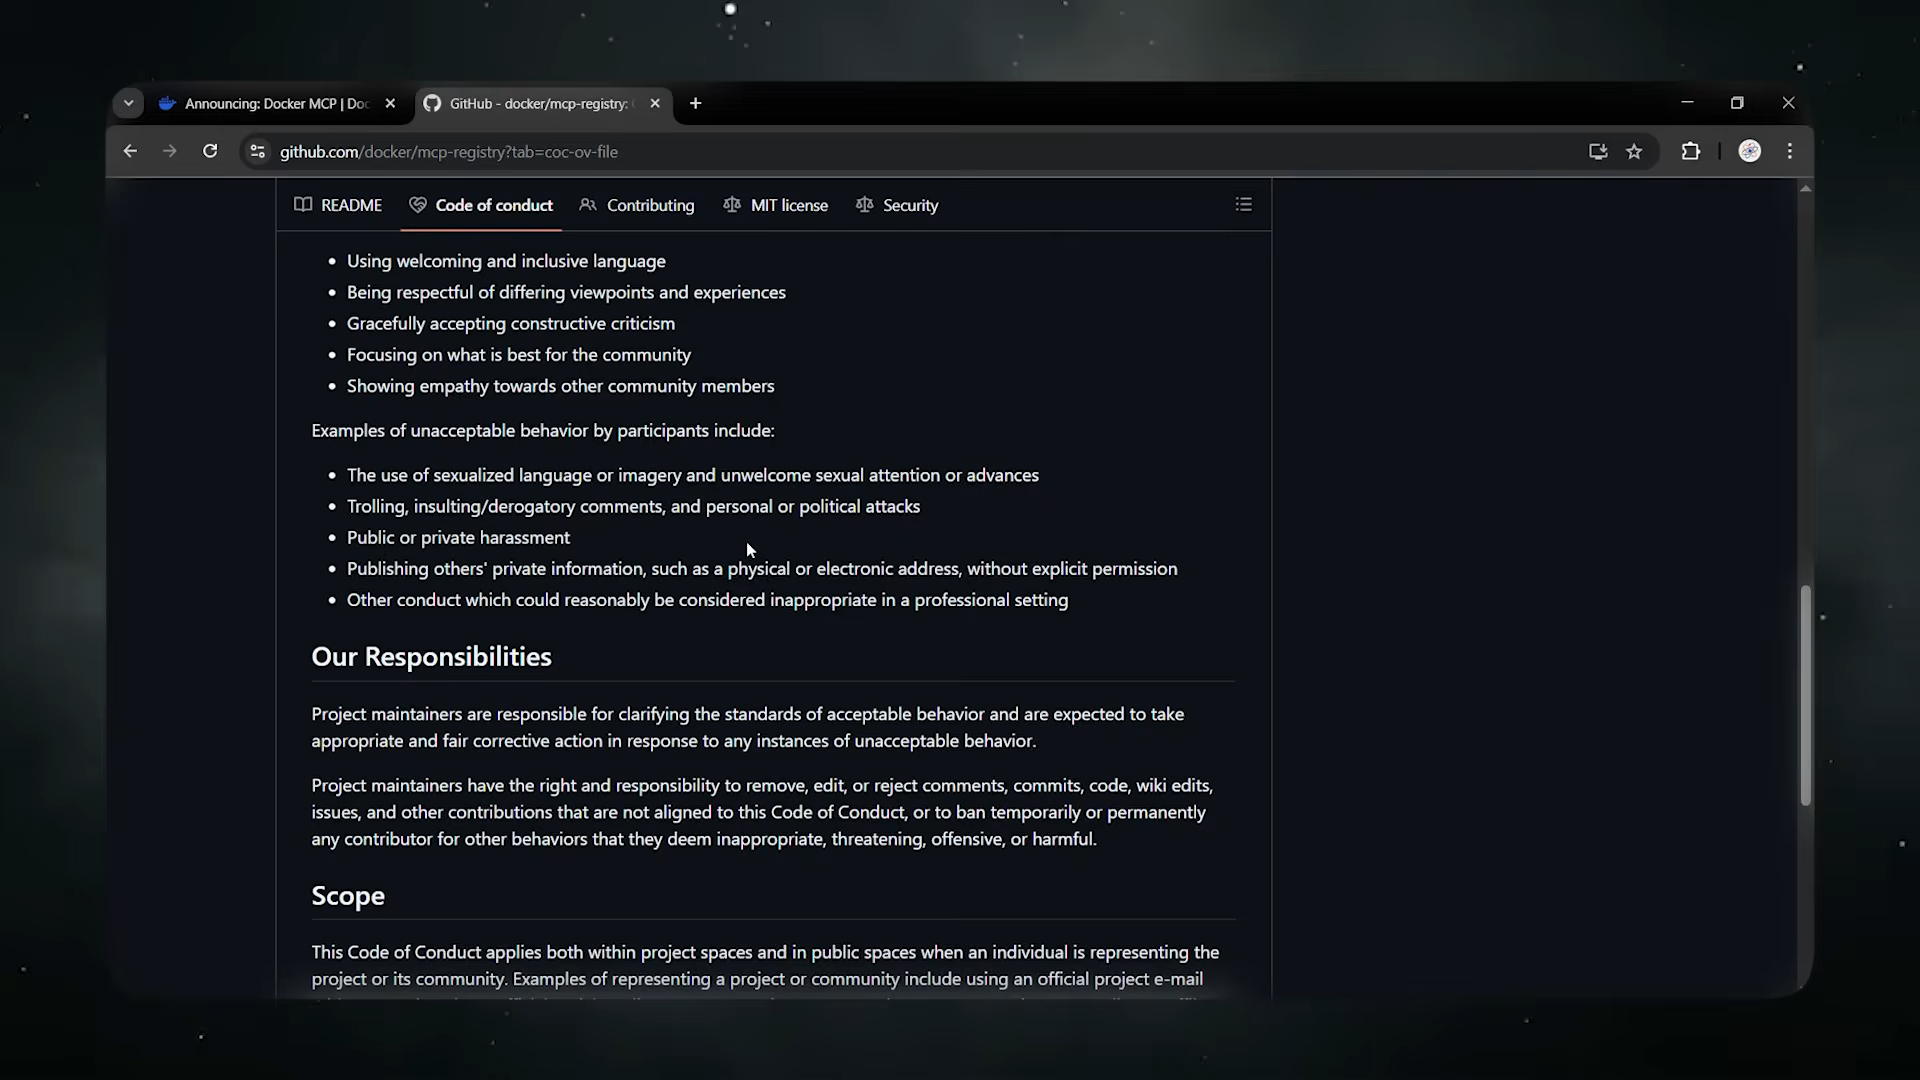 Announcing: Docker MCP | Doc
GitHub - docker/mcp-registry:
github.com/docker/mcp-registry?tab=coc-ov-file
README
Code of conduct
Contributing
MIT license
Security
• Using welcoming and inclusive language
• Being respectful of differing viewpoints and experiences
• Gracefully accepting constructive criticism
• Focusing on what is best for the community
• Showing empathy towards other community members
Examples of unacceptable behavior by participants include:
• The use of sexualized language or imagery and unwelcome sexual attention or advances
• Trolling, insulting/derogatory comments, and personal or political attacks
• Public or private harassment
• Publishing others' private information, such as a physical or electronic address, without explicit permission
• Other conduct which could reasonably be considered inappropriate in a professional setting
Our Responsibilities
Project maintainers are responsible for clarifying the standards of acceptable behavior and are expected to take
appropriate and fair corrective action in response to any instances of unacceptable behavior.
Project maintainers have the right and responsibility to remove, edit, or reject comments, commits, code, wiki edits,
issues, and other contributions that are not aligned to this Code of Conduct, or to ban temporarily or permanently
any contributor for other behaviors that they deem inappropriate, threatening, offensive, or harmful.
Scope
This Code of Conduct applies both within project spaces and in public spaces when an individual is representing the
project or its community. Examples of representing a project or community include using an official project e-mail